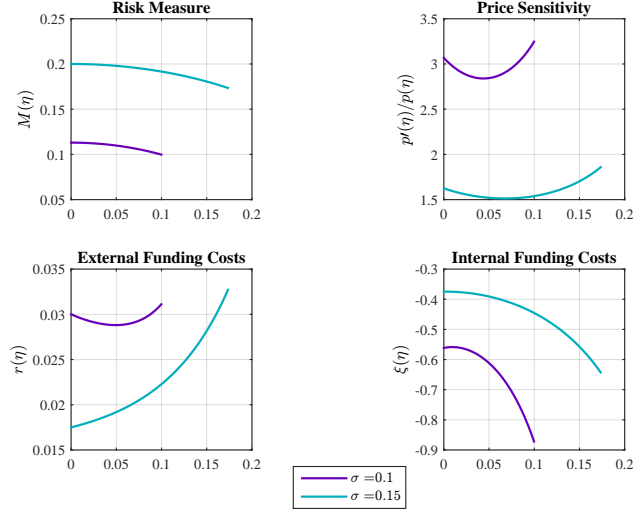 Risk Measure
M(η)
0.25
0.2
0.15
0.1
0.05
0 0.05 0.1 0.15 0.2
Price Sensitivity
p′(η)/p(η)
3.5
3
2.5
2
1.5
0 0.05 0.1 0.15 0.2
External Funding Costs
r(η)
0.035
0.03
0.025
0.02
0.015
0 0.05 0.1 0.15 0.2
Internal Funding Costs
ξ(η)
-0.3
-0.4
-0.5
-0.6
-0.7
-0.8
-0.9
0 0.05 0.1 0.15 0.2
σ =0.1
σ =0.15